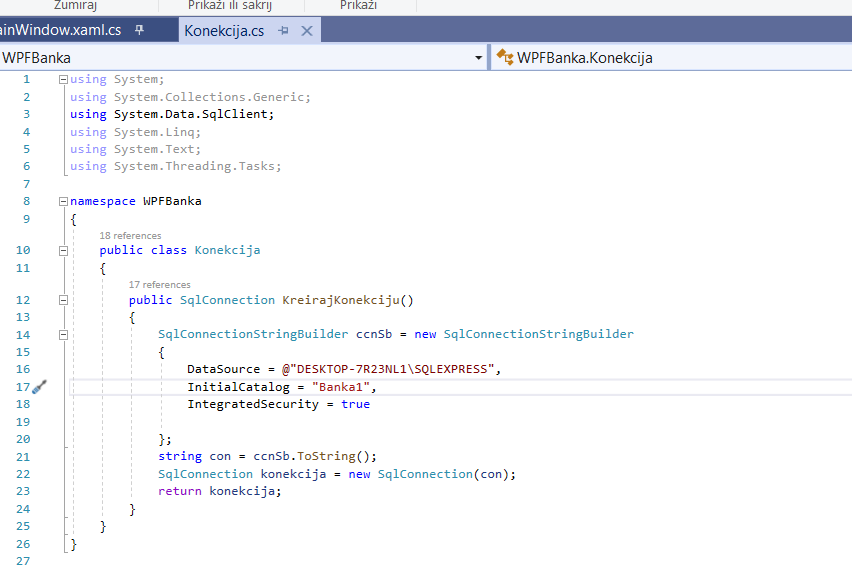 Zumiraj Prikaži ili sakrij Prikaži
ainWindow.xaml.cs Konekcija.cs
WPFBanka WPFBanka.Konekcija
1 using System;
2 using System.Collections.Generic;
3 using System.Data.SqlClient;
4 using System.Linq;
5 using System.Text;
6 using System.Threading.Tasks;
7
8 namespace WPFBanka
9 {
18 references
10 public class Konekcija
11 {
17 references
12 public SqlConnection KreirajKonekciju()
13 {
14 SqlConnectionStringBuilder ccnSb = new SqlConnectionStringBuilder
15 {
16 DataSource = @"DESKTOP-7R23NL1\SQLEXPRESS",
17 InitialCatalog = "Banka1",
18 IntegratedSecurity = true
19
20 };
21 string con = ccnSb.ToString();
22 SqlConnection konekcija = new SqlConnection(con);
23 return konekcija;
24 }
25 }
26 }
27